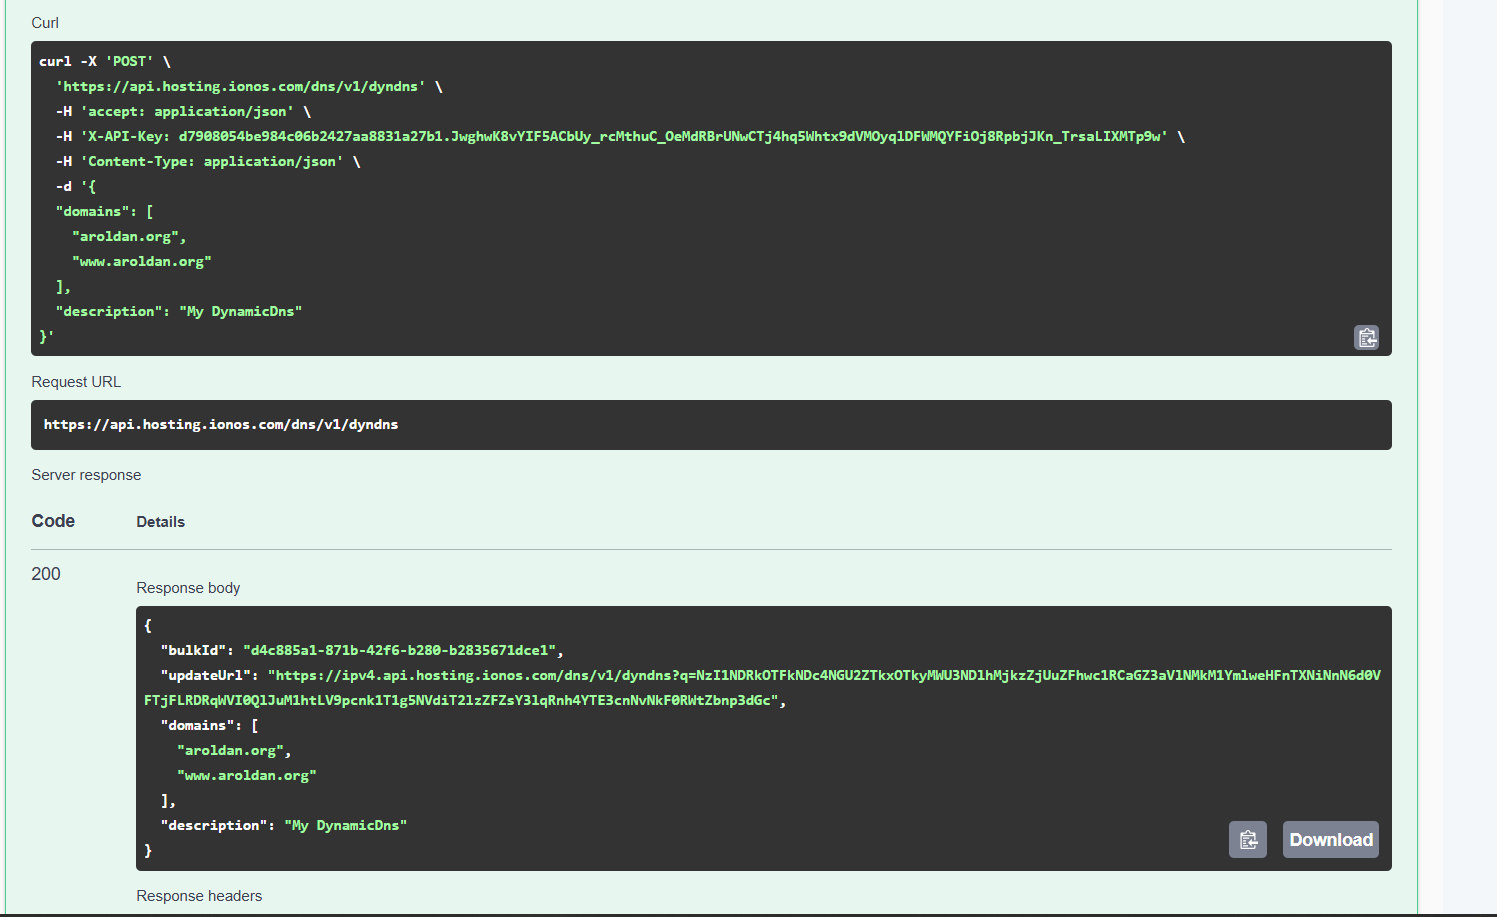 Curl
curl -X 'POST' \
'https://api.hosting.ionos.com/dns/v1/dyndns' \
-H 'accept: application/json' \
-H 'X-API-Key: d7908054be984c06b2427aa8831a27b1.JwghwK8vYIF5ACbUy_rcMthuC_OeMdRBrUNwCTj4hq5Whtx9dVMOyqlDFWMQYFiOj8RpbjJKn_TrsaLIXMTp9w' \
-H 'Content-Type: application/json' \
-d '{
"domains": [
"aroldan.org",
"www.aroldan.org"
],
"description": "My DynamicDns"
}'
Request URL
https://api.hosting.ionos.com/dns/v1/dyndns
Server response
Code Details
200
Response body
{
"bulkId": "d4c885a1-871b-42f6-b280-b2835671dce1",
"updateUrl": "https://ipv4.api.hosting.ionos.com/dns/v1/dyndns?q=NzI1NDRkOTFkNDc4NGU2ZTkxOTkyMWU3NDlhMjkzZjUuZFhwc1RCaGZ3aVlNMkM1YmlweHFnTXNiNnN6d0V
FTjFLRDRqWVI0QlJuM1htLV9pcnk1T1g5NVdiT2lzZFZsY3lqRnh4YTE3cnNvNkF0RWtZbnp3dGc",
"domains": [
"aroldan.org",
"www.aroldan.org"
],
"description": "My DynamicDns"
}
Download
Response headers